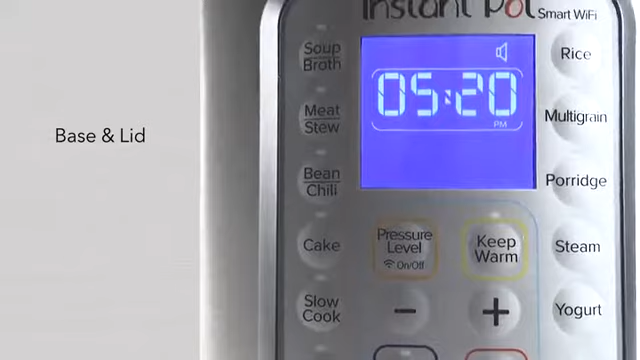 Instant Pot Smart WiFi
Soup
Broth
Rice
05:20
PM
Meat
Stew
Multigrain
Base & Lid
Bean
Chili
Porridge
Pressure
Level
On/Off
Keep
Warm
Cake
Steam
Slow
Cook
-
+
Yogurt